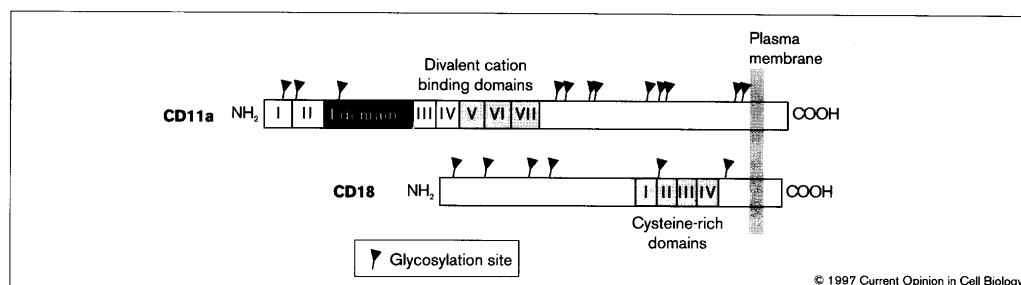 Plasma
membrane
Divalent cation
binding domains
CD11a NH2 I II I domain III IV V VI VII COOH
CD18 NH2 I II III IV COOH
Cysteine-rich
domains
Glycosylation site
© 1997 Current Opinion in Cell Biology